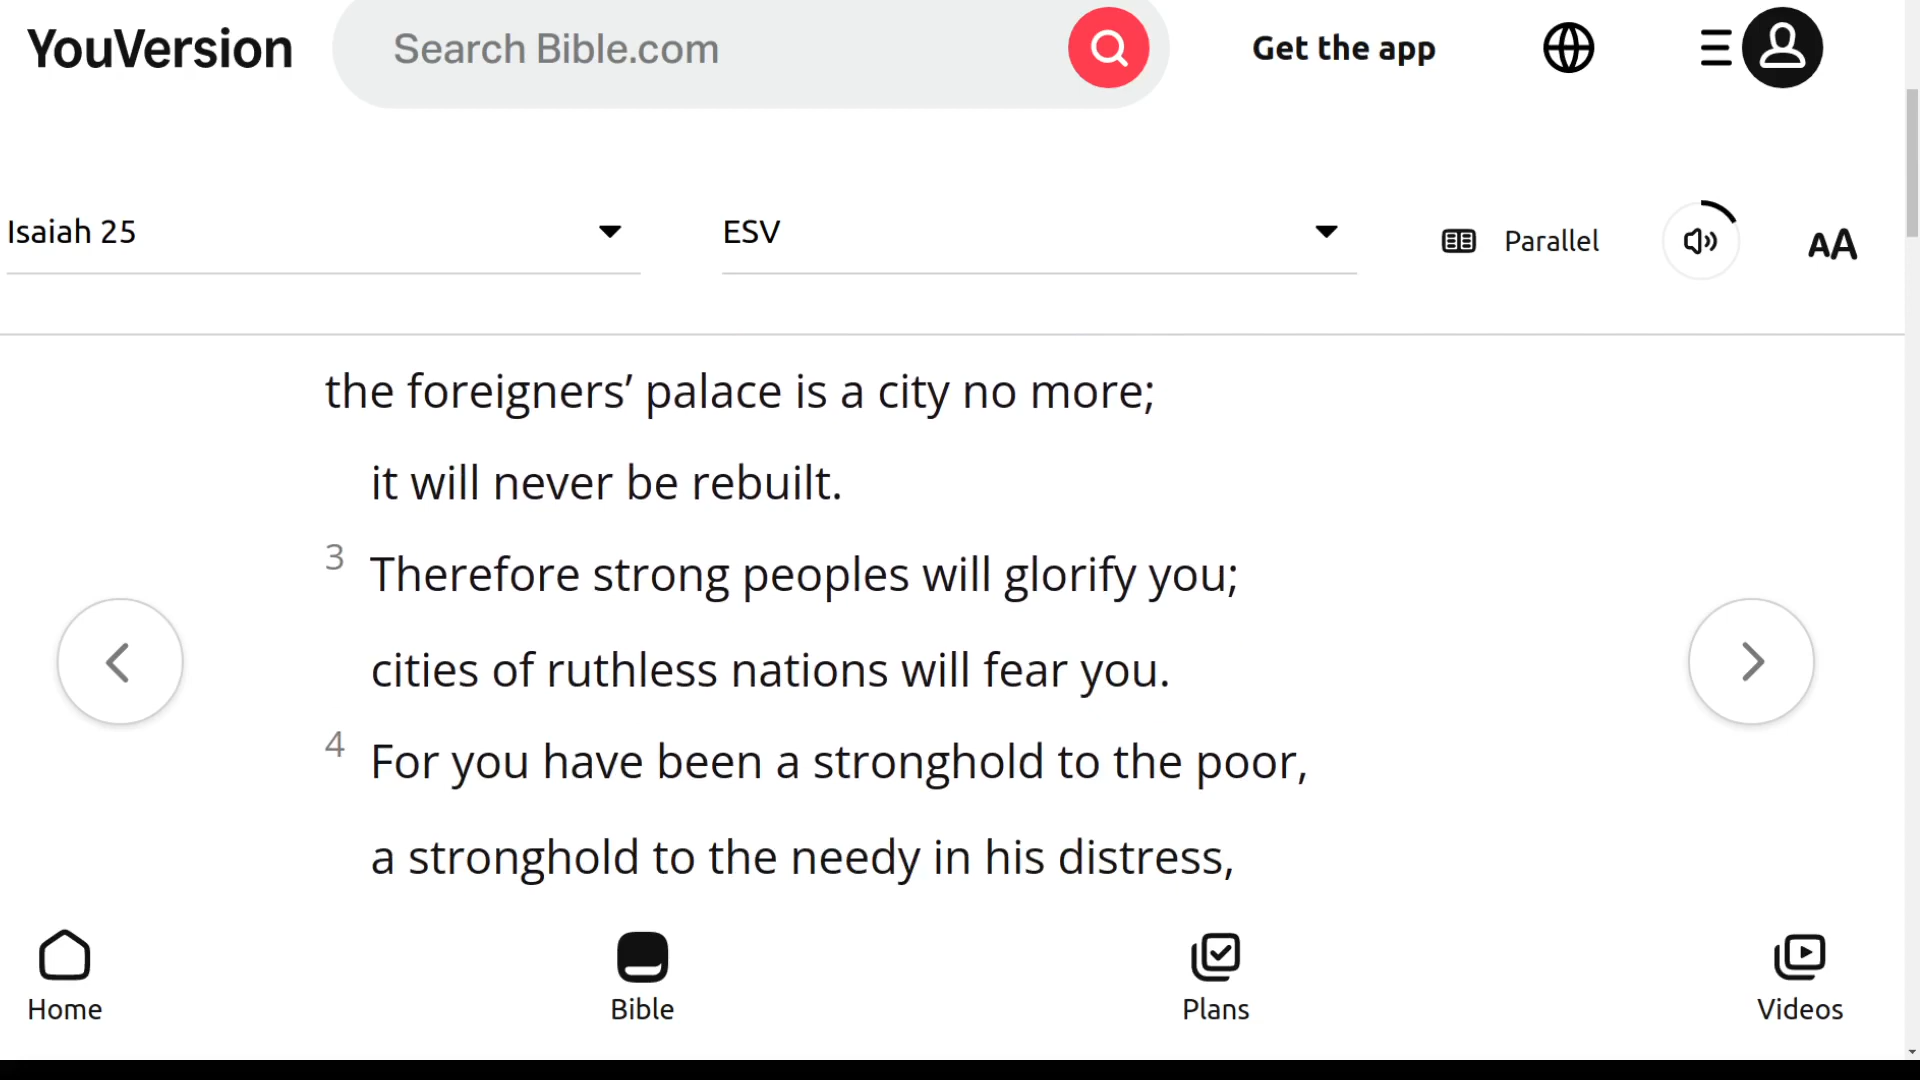 YouVersion
Search Bible.com
Get the app
Isaiah 25
ESV
Parallel
AA
the foreigners’ palace is a city no more;
it will never be rebuilt.
3 Therefore strong peoples will glorify you;
cities of ruthless nations will fear you.
4 For you have been a stronghold to the poor,
a stronghold to the needy in his distress,
Home
Bible
Plans
Videos